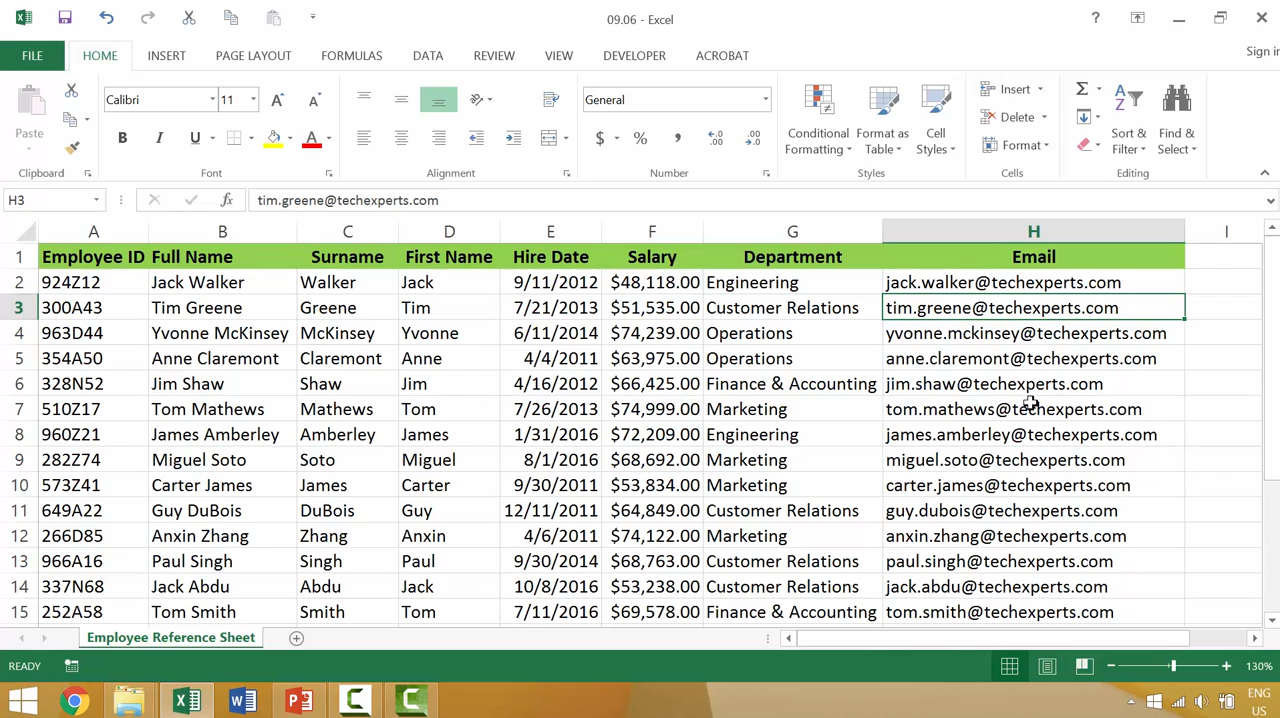 09.06 - Excel
?
FILE HOME INSERT PAGE LAYOUT FORMULAS DATA REVIEW VIEW DEVELOPER ACROBAT Sign in
Paste
Calibri 11 A A
B I U A
General
$ % , .0 .00
Conditional Formatting
Format as Table
Cell Styles
Insert
Delete
Format
Σ
Sort & Filter
Find & Select
Clipboard Font Alignment Number Styles Cells Editing
H3 fx tim.greene@techexperts.com
A B C D E F G H I
1 Employee ID Full Name Surname First Name Hire Date Salary Department Email
2 924Z12 Jack Walker Walker Jack 9/11/2012 $48,118.00 Engineering jack.walker@techexperts.com
3 300A43 Tim Greene Greene Tim 7/21/2013 $51,535.00 Customer Relations tim.greene@techexperts.com
4 963D44 Yvonne McKinsey McKinsey Yvonne 6/11/2014 $74,239.00 Operations yvonne.mckinsey@techexperts.com
5 354A50 Anne Claremont Claremont Anne 4/4/2011 $63,975.00 Operations anne.claremont@techexperts.com
6 328N52 Jim Shaw Shaw Jim 4/16/2012 $66,425.00 Finance & Accounting jim.shaw@techexperts.com
7 510Z17 Tom Mathews Mathews Tom 7/26/2013 $74,999.00 Marketing tom.mathews@techexperts.com
8 960Z21 James Amberley Amberley James 1/31/2016 $72,209.00 Engineering james.amberley@techexperts.com
9 282Z74 Miguel Soto Soto Miguel 8/1/2016 $68,692.00 Marketing miguel.soto@techexperts.com
10 573Z41 Carter James James Carter 9/30/2011 $53,834.00 Marketing carter.james@techexperts.com
11 649A22 Guy DuBois DuBois Guy 12/11/2011 $64,849.00 Customer Relations guy.dubois@techexperts.com
12 266D85 Anxin Zhang Zhang Anxin 4/6/2011 $74,122.00 Marketing anxin.zhang@techexperts.com
13 966A16 Paul Singh Singh Paul 9/30/2014 $68,763.00 Customer Relations paul.singh@techexperts.com
14 337N68 Jack Abdu Abdu Jack 10/8/2016 $53,238.00 Customer Relations jack.abdu@techexperts.com
15 252A58 Tom Smith Smith Tom 7/11/2016 $69,578.00 Finance & Accounting tom.smith@techexperts.com
Employee Reference Sheet
READY 130%
ENG
US